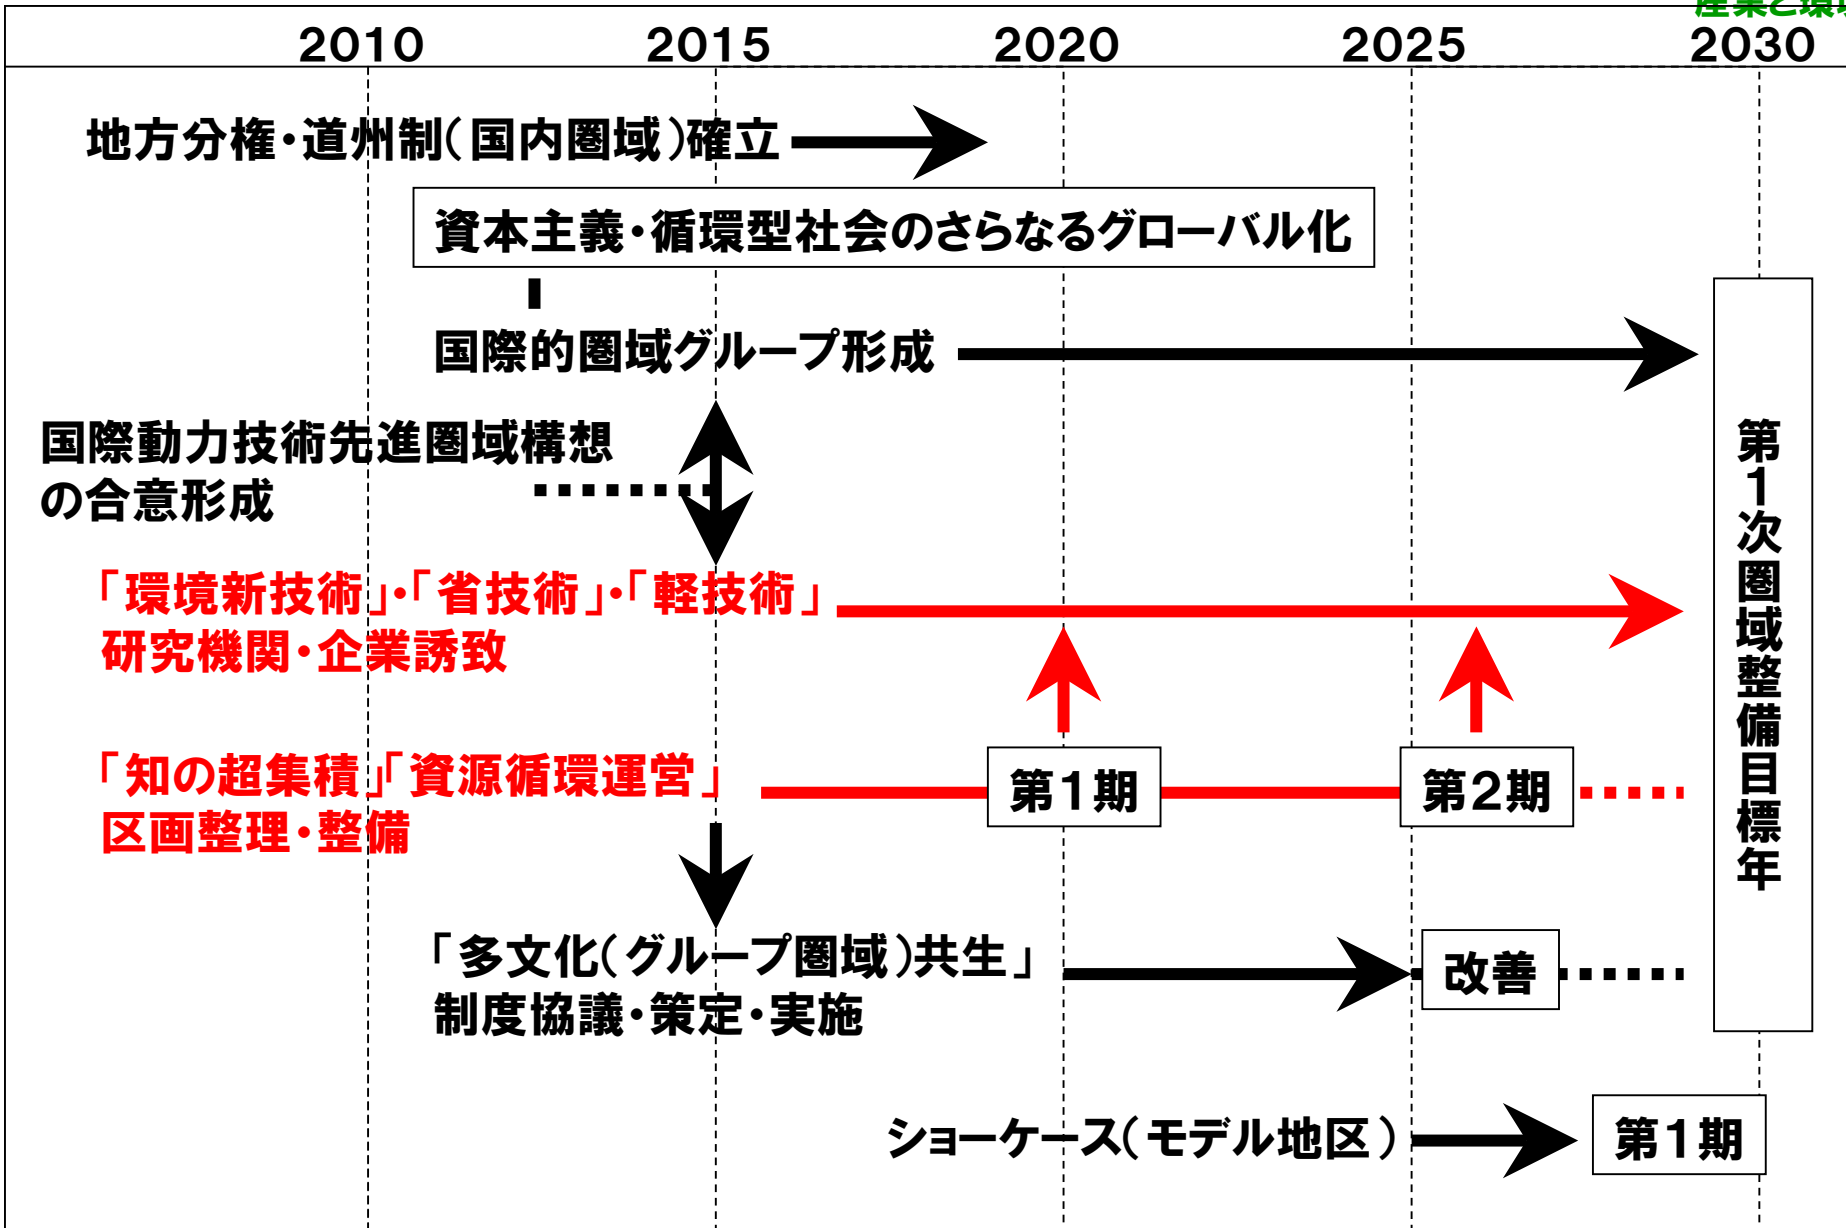 産業と環境
2010 2015 2020 2025 2030
地方分権・道州制(国内圏域)確立
資本主義・循環型社会のさらなるグローバル化
国際的圏域グループ形成
国際動力技術先進圏域構想
の合意形成
「環境新技術」・「省技術」・「軽技術」
研究機関・企業誘致
「知の超集積」「資源循環運営」
区画整理・整備
第1期
第2期
「多文化(グループ圏域)共生」
制度協議・策定・実施
改善
ショーケース(モデル地区)
第1期
第1次圏域整備目標年